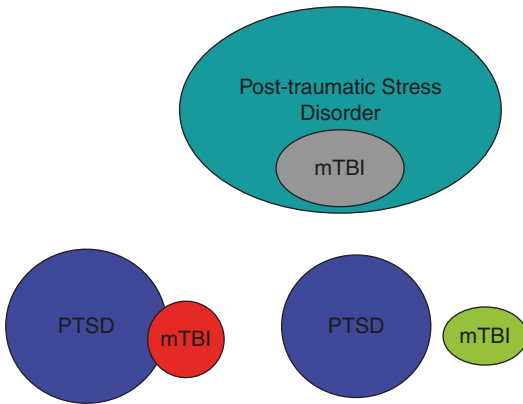 Post-traumatic Stress
Disorder
mTBI
PTSD
mTBI
PTSD
mTBI